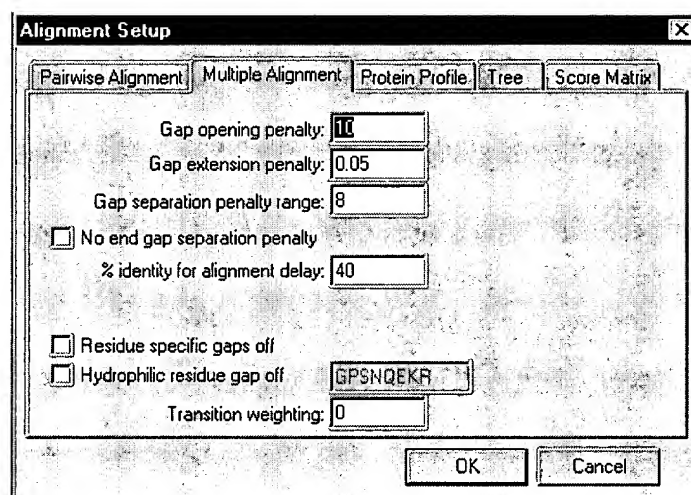 Alignment Setup
Pairwise Alignment Multiple Alignment Protein Profile Tree Score Matrix
Gap opening penalty: 10
Gap extension penalty: 0.05
Gap separation penalty range: 8
No end gap separation penalty
% identity for alignment delay: 40
Residue specific gaps off
Hydrophilic residue gap off GPSNQEKR
Transition weighting: 0
OK Cancel